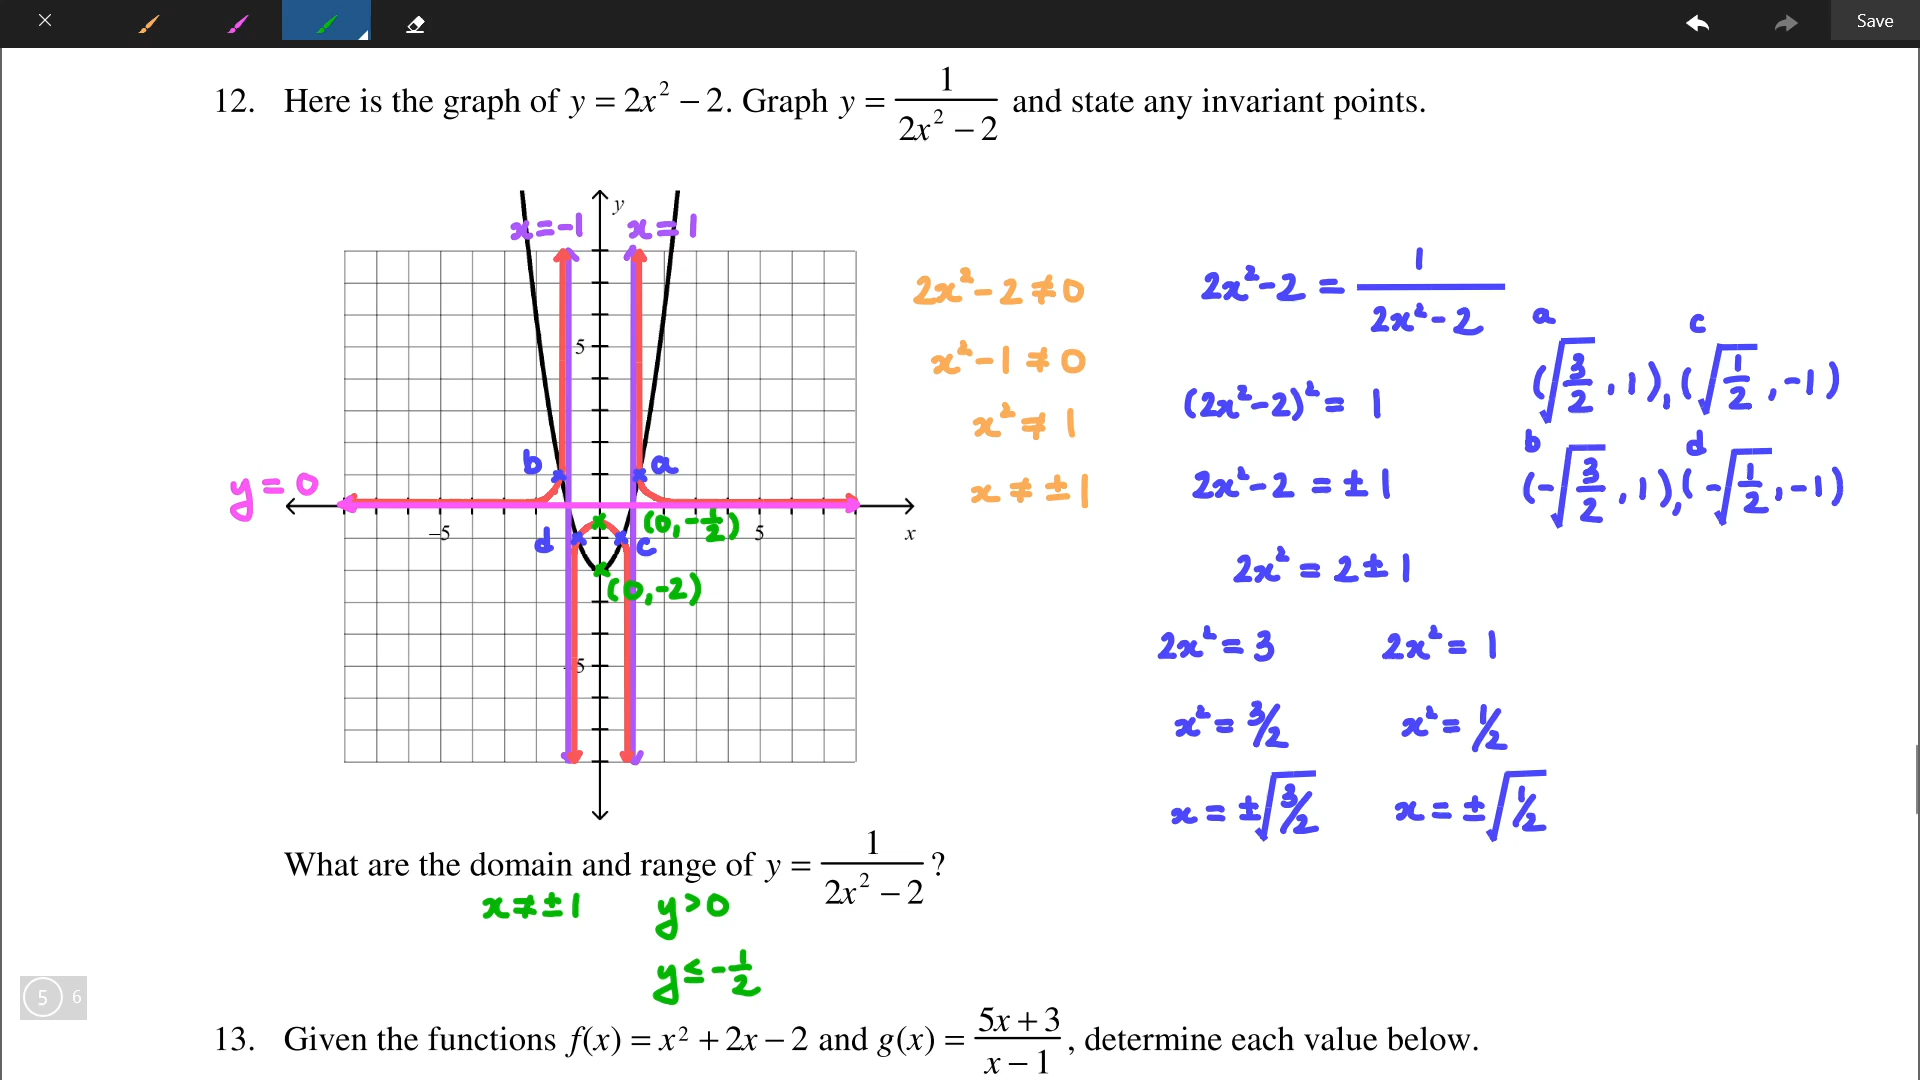 Save
12. Here is the graph of y = 2x² − 2. Graph y = 1/(2x² − 2) and state any invariant points.
y
x=-1 x=1
2x²-2≠0
x²-1≠0
x²≠1
x≠±1
2x²-2 = 1/(2x²-2)
(2x²-2)² = 1
2x²-2 = ±1
2x² = 2±1
2x² = 3 2x² = 1
x² = 3/2 x² = 1/2
x = ±√(3/2) x = ±√(1/2)
a c
(√(3/2), 1), (√(1/2), -1)
b d
(-√(3/2), 1), (-√(1/2), -1)
5
b a
y=0
–5 5 x
(0,-1/2)
d c
(0,-2)
5
What are the domain and range of y = 1/(2x² − 2)?
x≠±1 y>0
y≤-1/2
5 6
13. Given the functions f(x) = x² + 2x − 2 and g(x) = (5x + 3)/(x − 1), determine each value below.